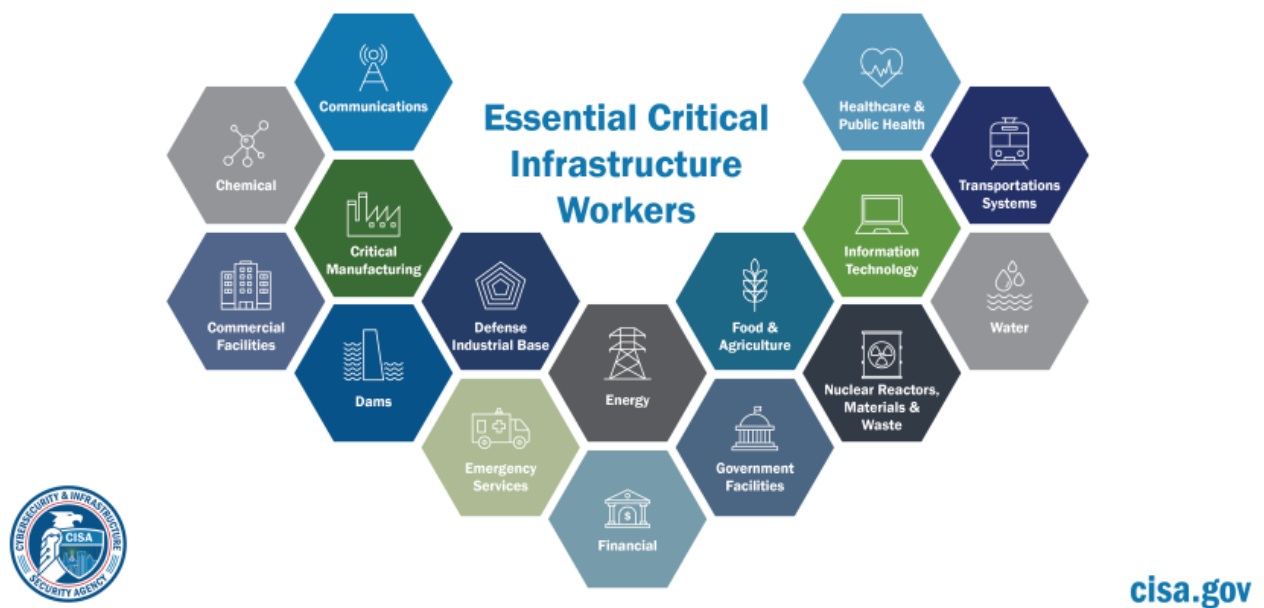 Essential Critical
Infrastructure
Workers
Communications
Healthcare &
Public Health
Chemical
Transportations
Systems
Critical
Manufacturing
Information
Technology
Commercial
Facilities
Defense
Industrial Base
Food &
Agriculture
Water
Dams
Energy
Nuclear Reactors,
Materials &
Waste
Emergency
Services
Government
Facilities
Financial
$
CYBERSECURITY & INFRASTRUCTURE
CISA
SECURITY AGENCY
cisa.gov